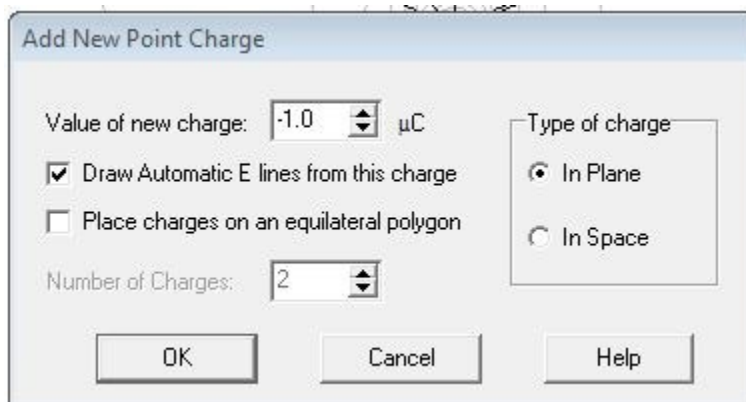 Add New Point Charge
Value of new charge: -1.0 µC
Type of charge
Draw Automatic E lines from this charge
In Plane
Place charges on an equilateral polygon
In Space
Number of Charges: 2
OK Cancel Help